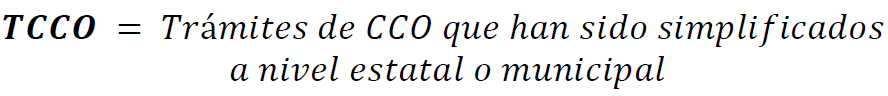 TCCO = Trámites de CCO que han sido simplificados
a nivel estatal o municipal